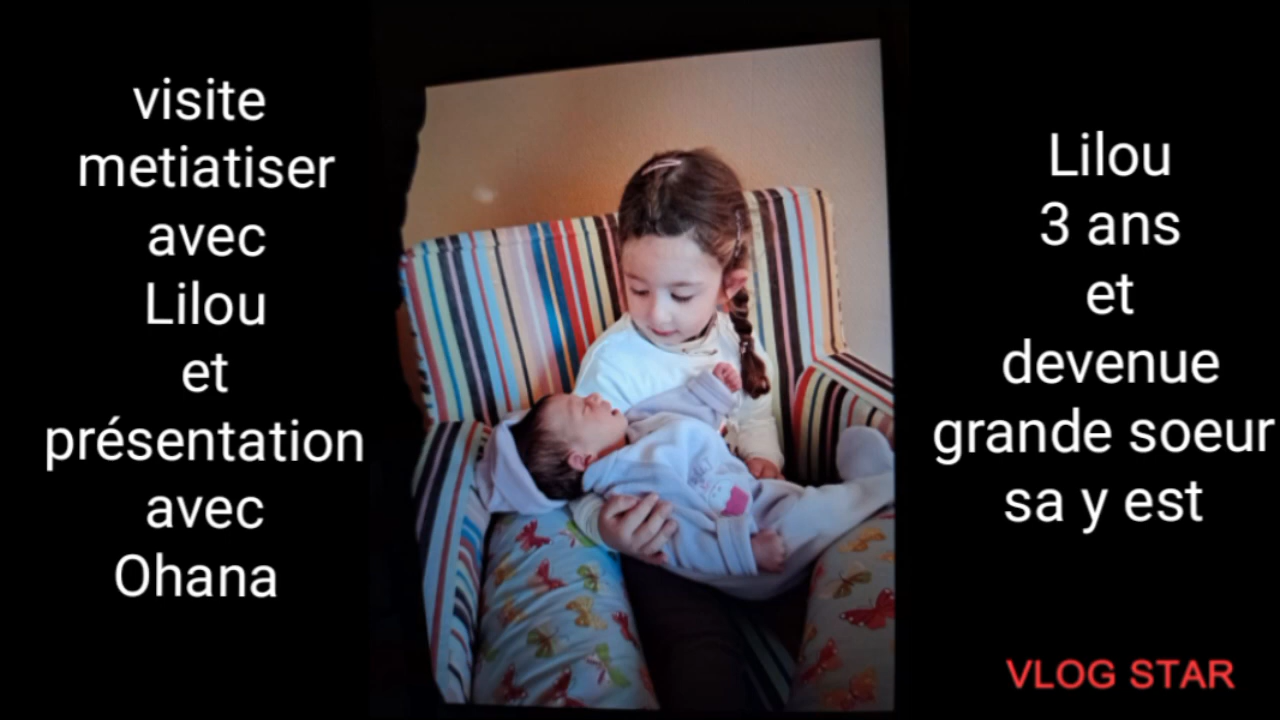 visite
metiatiser
avec
Lilou
et
présentation
avec
Ohana
Lilou
3 ans
et
devenue
grande soeur
sa y est
VLOG STAR